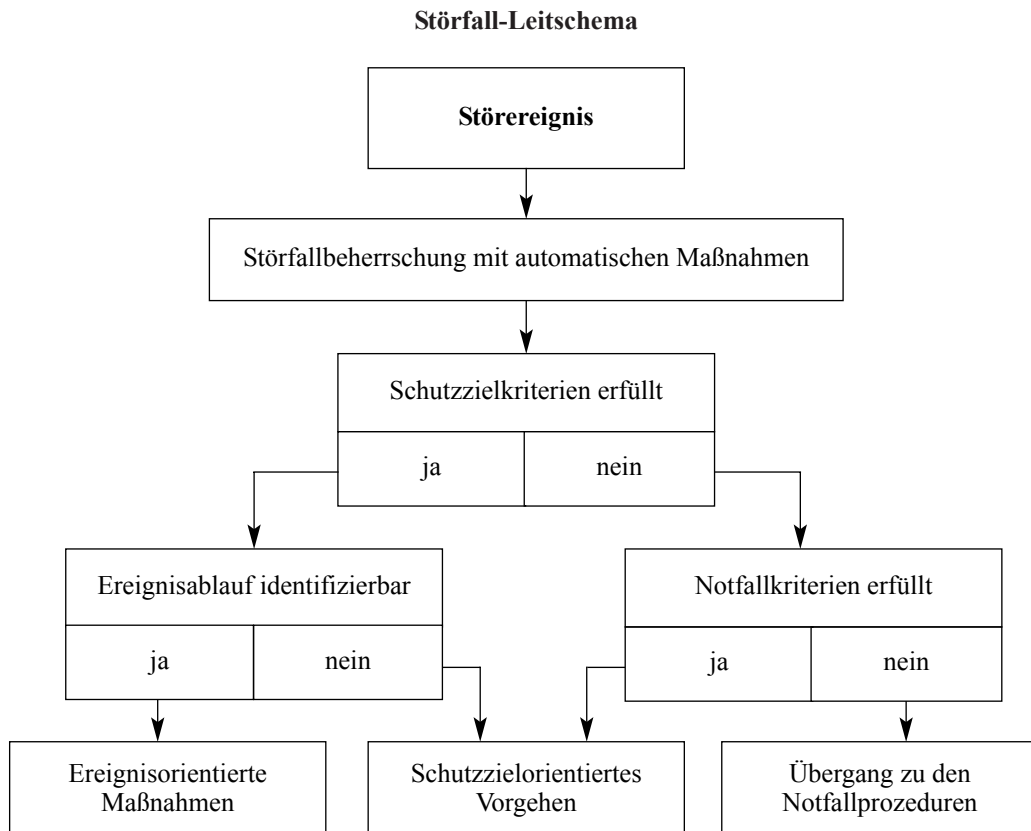 Störfall-Leitschema
Störereignis
Störfallbeherrschung mit automatischen Maßnahmen
Schutzzielkriterien erfüllt
ja
nein
Ereignisablauf identifizierbar
ja
nein
Notfallkriterien erfüllt
ja
nein
Ereignisorientierte
Maßnahmen
Schutzzielorientiertes
Vorgehen
Übergang zu den
Notfallprozeduren